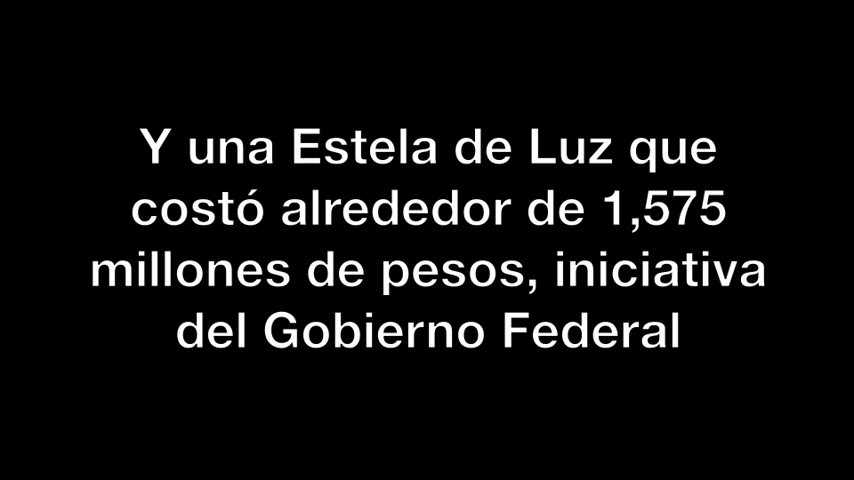 Y una Estela de Luz que
costó alrededor de 1,575
millones de pesos, iniciativa
del Gobierno Federal